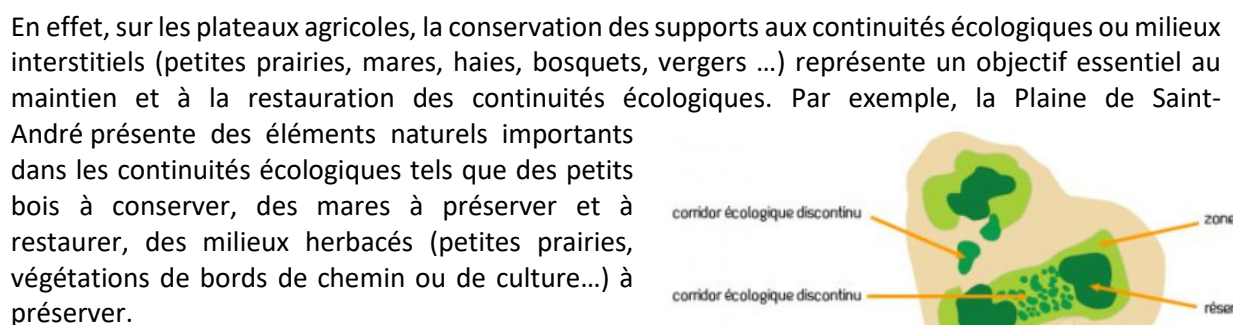 En effet, sur les plateaux agricoles, la conservation des supports aux continuités écologiques ou milieux
interstitiels (petites prairies, mares, haies, bosquets, vergers ...) représente un objectif essentiel au
maintien et à la restauration des continuités écologiques. Par exemple, la Plaine de Saint-
André présente des éléments naturels importants
dans les continuités écologiques tels que des petits
bois à conserver, des mares à préserver et à
restaurer, des milieux herbacés (petites prairies,
végétations de bords de chemin ou de culture…) à
préserver.
corridor écologique discontinu
zone
corridor écologique discontinu